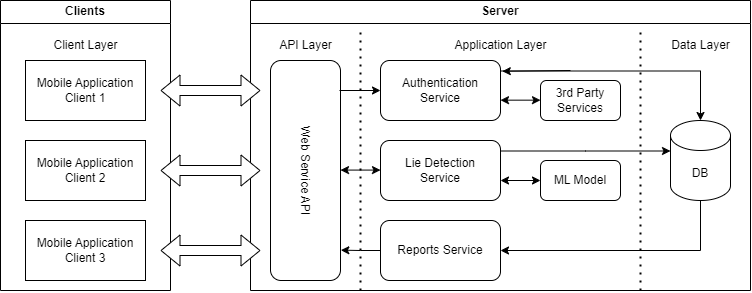 Clients
Server
Client Layer
API Layer
Application Layer
Data Layer
Mobile Application
Client 1
Authentication
Service
3rd Party
Services
Web Service API
Mobile Application
Client 2
Lie Detection
Service
ML Model
DB
Mobile Application
Client 3
Reports Service